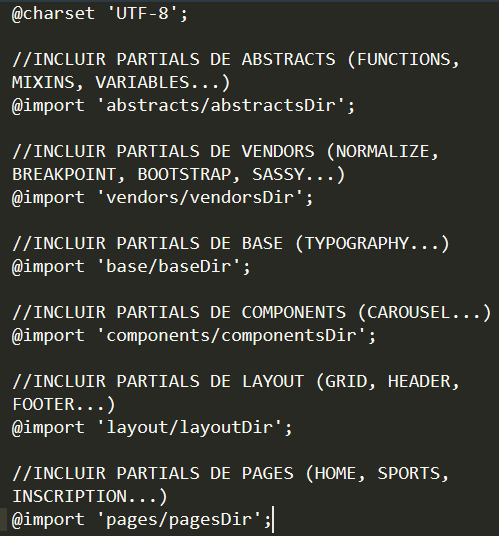 @charset 'UTF-8';
//INCLUIR PARTIALS DE ABSTRACTS (FUNCTIONS,
MIXINS, VARIABLES...)
@import 'abstracts/abstractsDir';
//INCLUIR PARTIALS DE VENDORS (NORMALIZE,
BREAKPOINT, BOOTSTRAP, SASSY...)
@import 'vendors/vendorsDir';
//INCLUIR PARTIALS DE BASE (TYPOGRAPHY...)
@import 'base/baseDir';
//INCLUIR PARTIALS DE COMPONENTS (CAROUSEL...)
@import 'components/componentsDir';
//INCLUIR PARTIALS DE LAYOUT (GRID, HEADER,
FOOTER...)
@import 'layout/layoutDir';
//INCLUIR PARTIALS DE PAGES (HOME, SPORTS,
INSCRIPTION...)
@import 'pages/pagesDir';